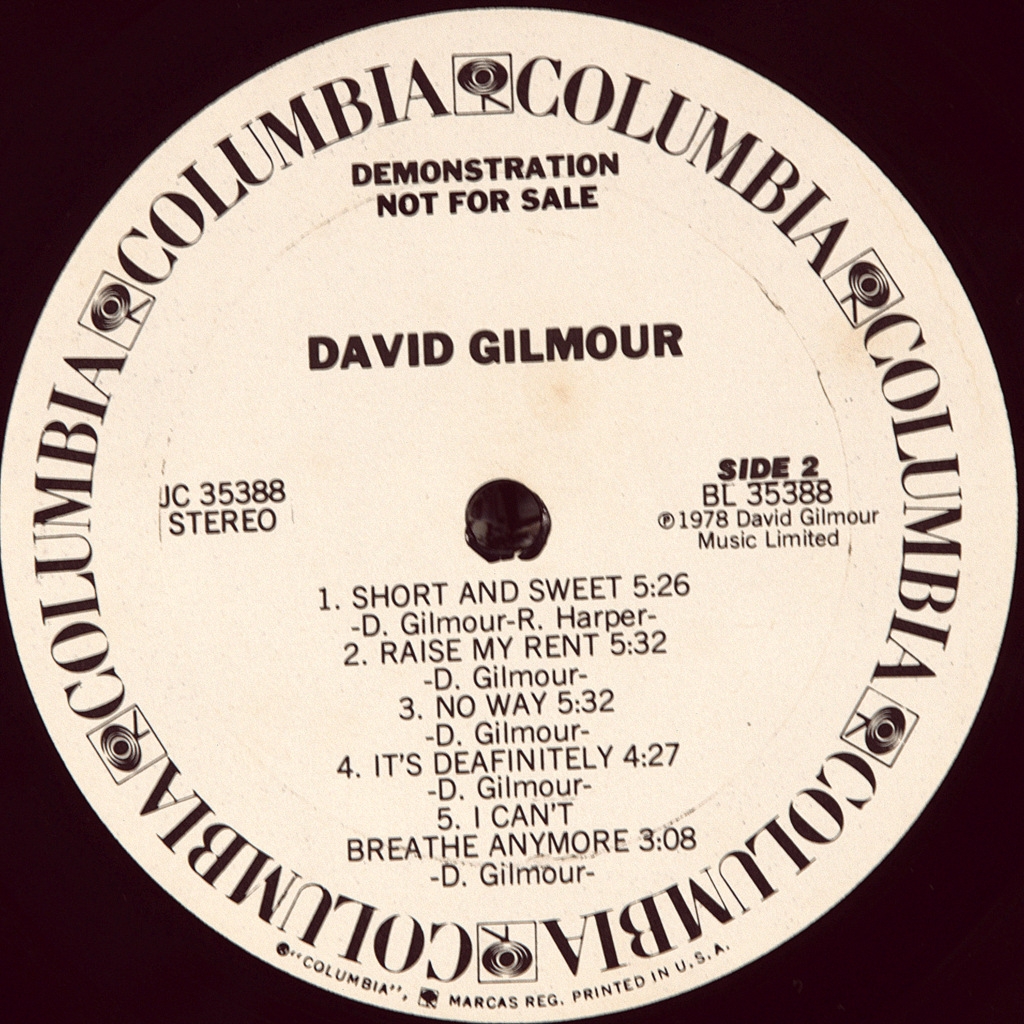 COLUMBIA COLUMBIA COLUMBIA COLUMBIA COLUMBIA COLUMBIA
DEMONSTRATION
NOT FOR SALE
DAVID GILMOUR
JC 35388
STEREO
SIDE 2
BL 35388
℗ 1978 David Gilmour
Music Limited
1. SHORT AND SWEET 5:26
-D. Gilmour-R. Harper-
2. RAISE MY RENT 5:32
-D. Gilmour-
3. NO WAY 5:32
-D. Gilmour-
4. IT'S DEAFINITELY 4:27
-D. Gilmour-
5. I CAN'T
BREATHE ANYMORE 3:08
-D. Gilmour-
"COLUMBIA", MARCAS REG. PRINTED IN U.S.A.